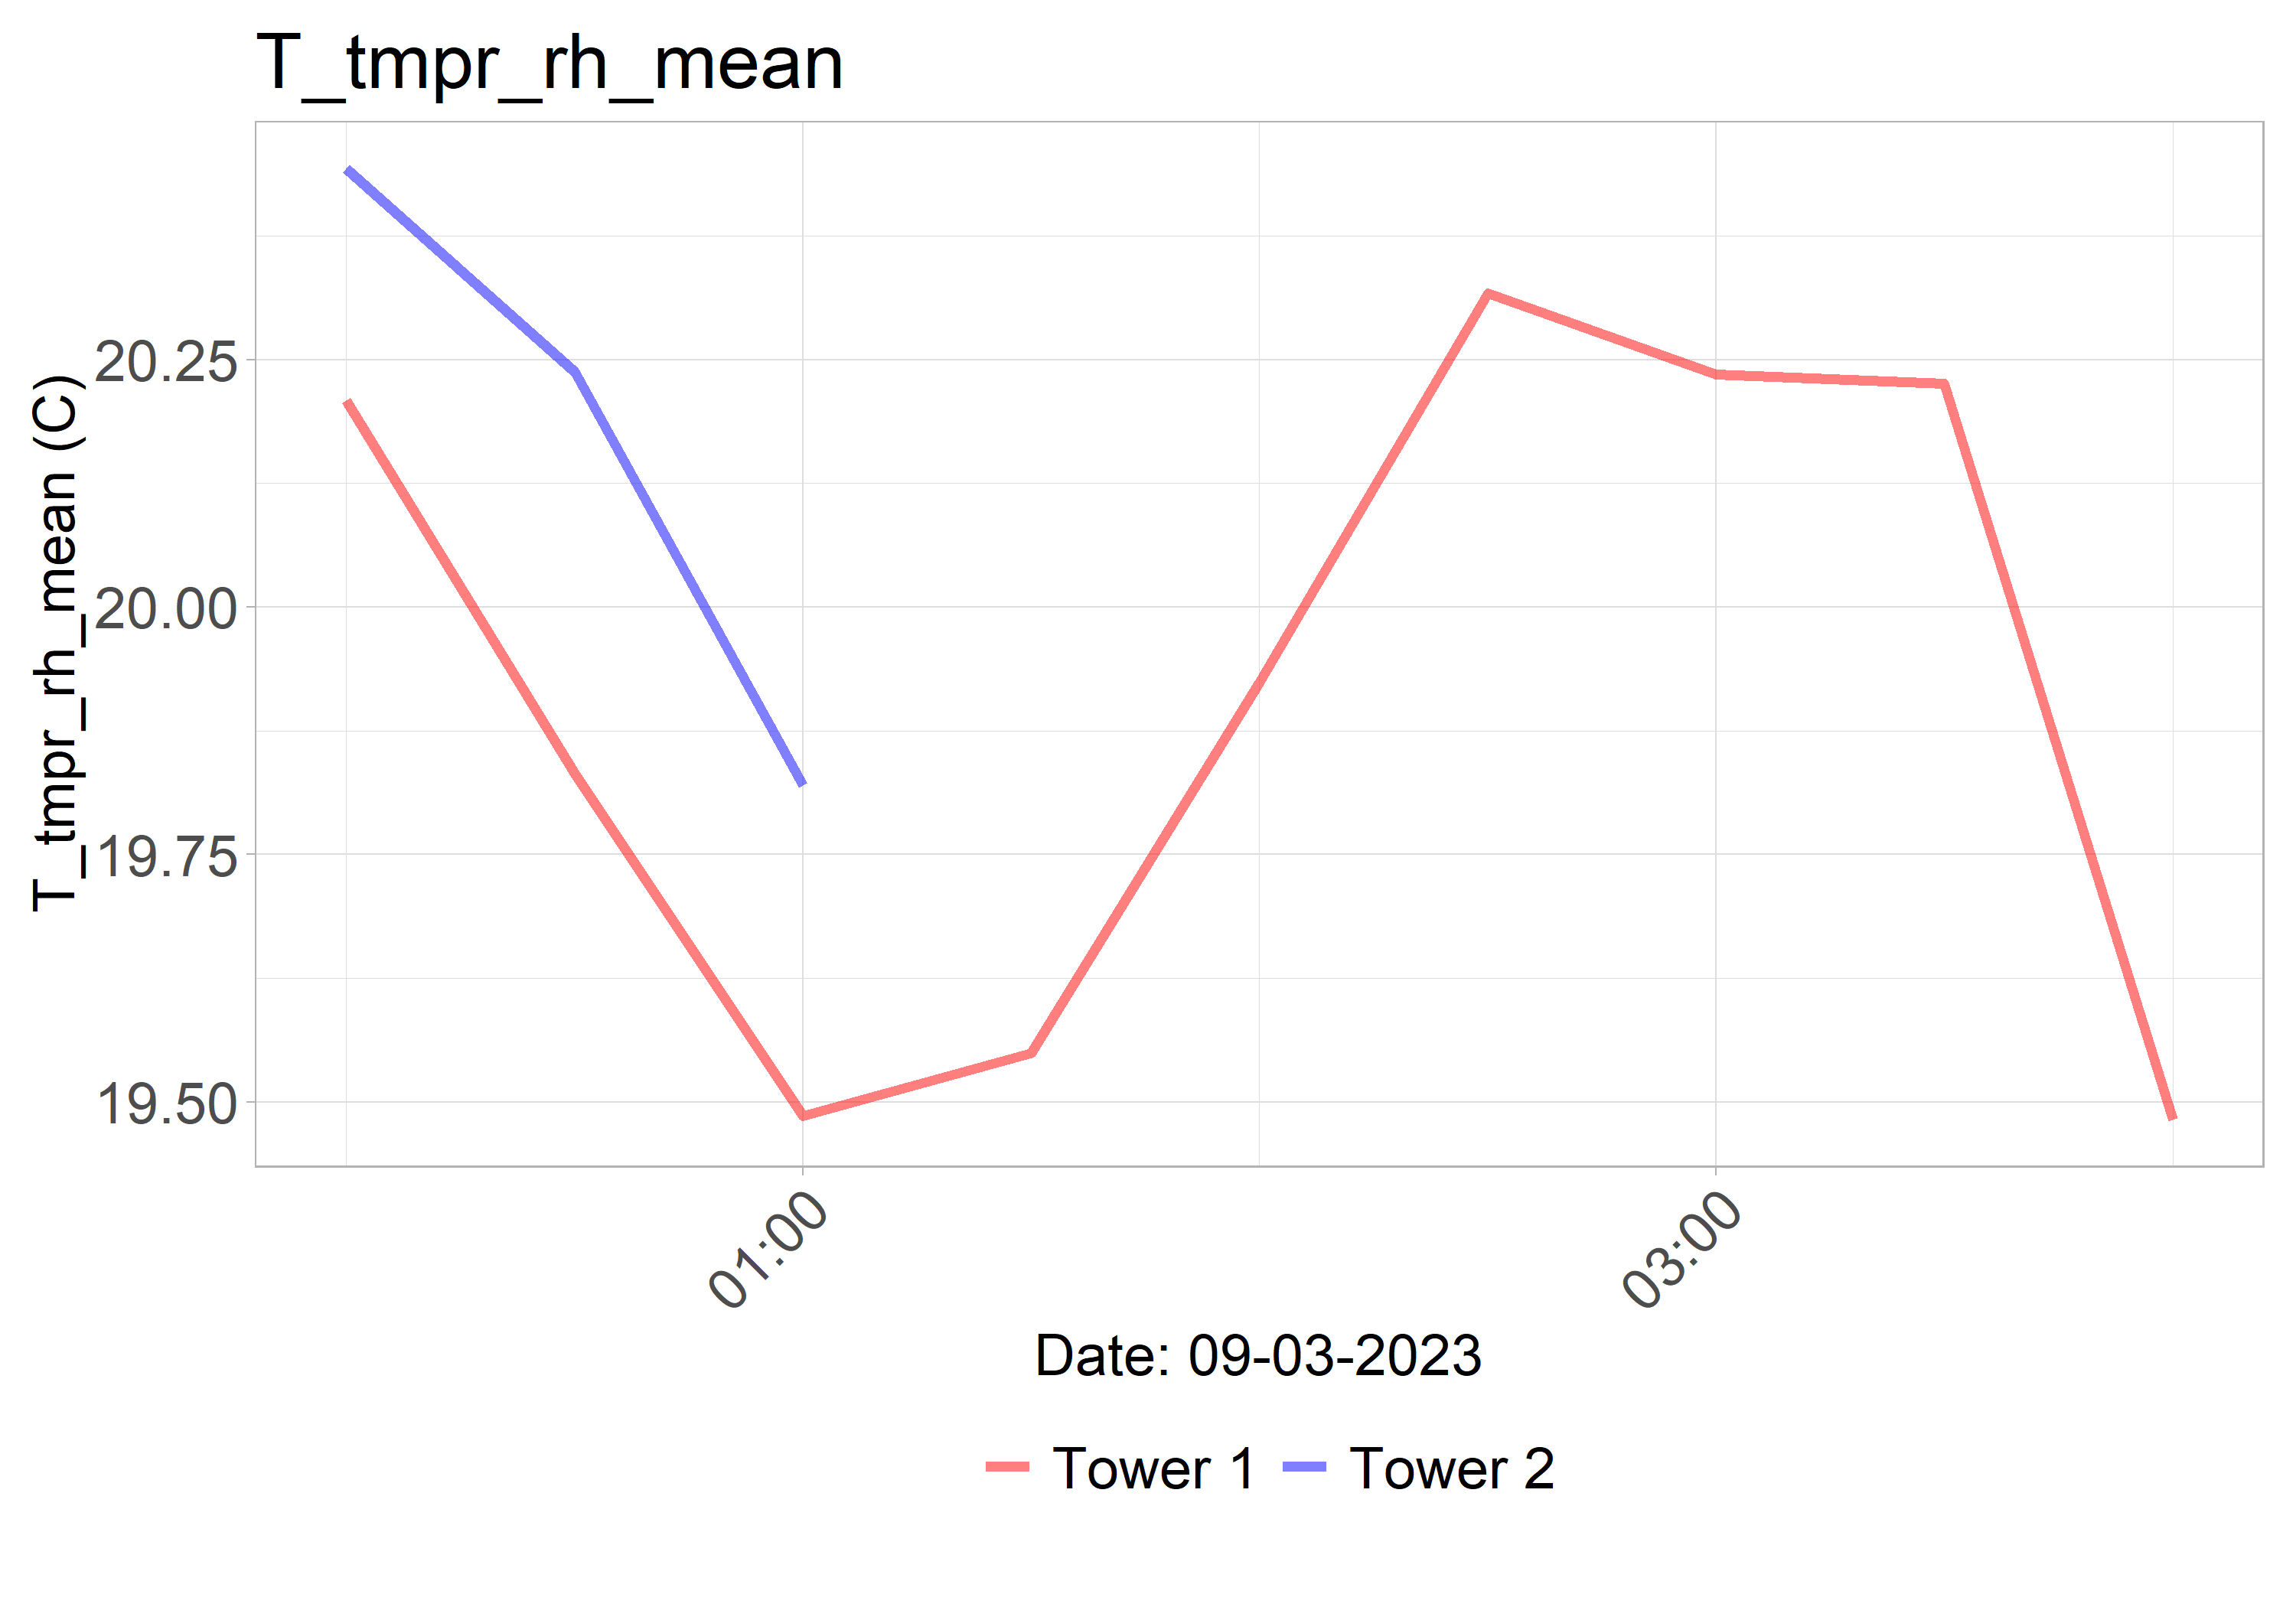 T_tmpr_rh_mean
T_tmpr_rh_mean (C)
20.25
20.00
19.75
19.50
01:00
03:00
Date: 09-03-2023
Tower 1
Tower 2